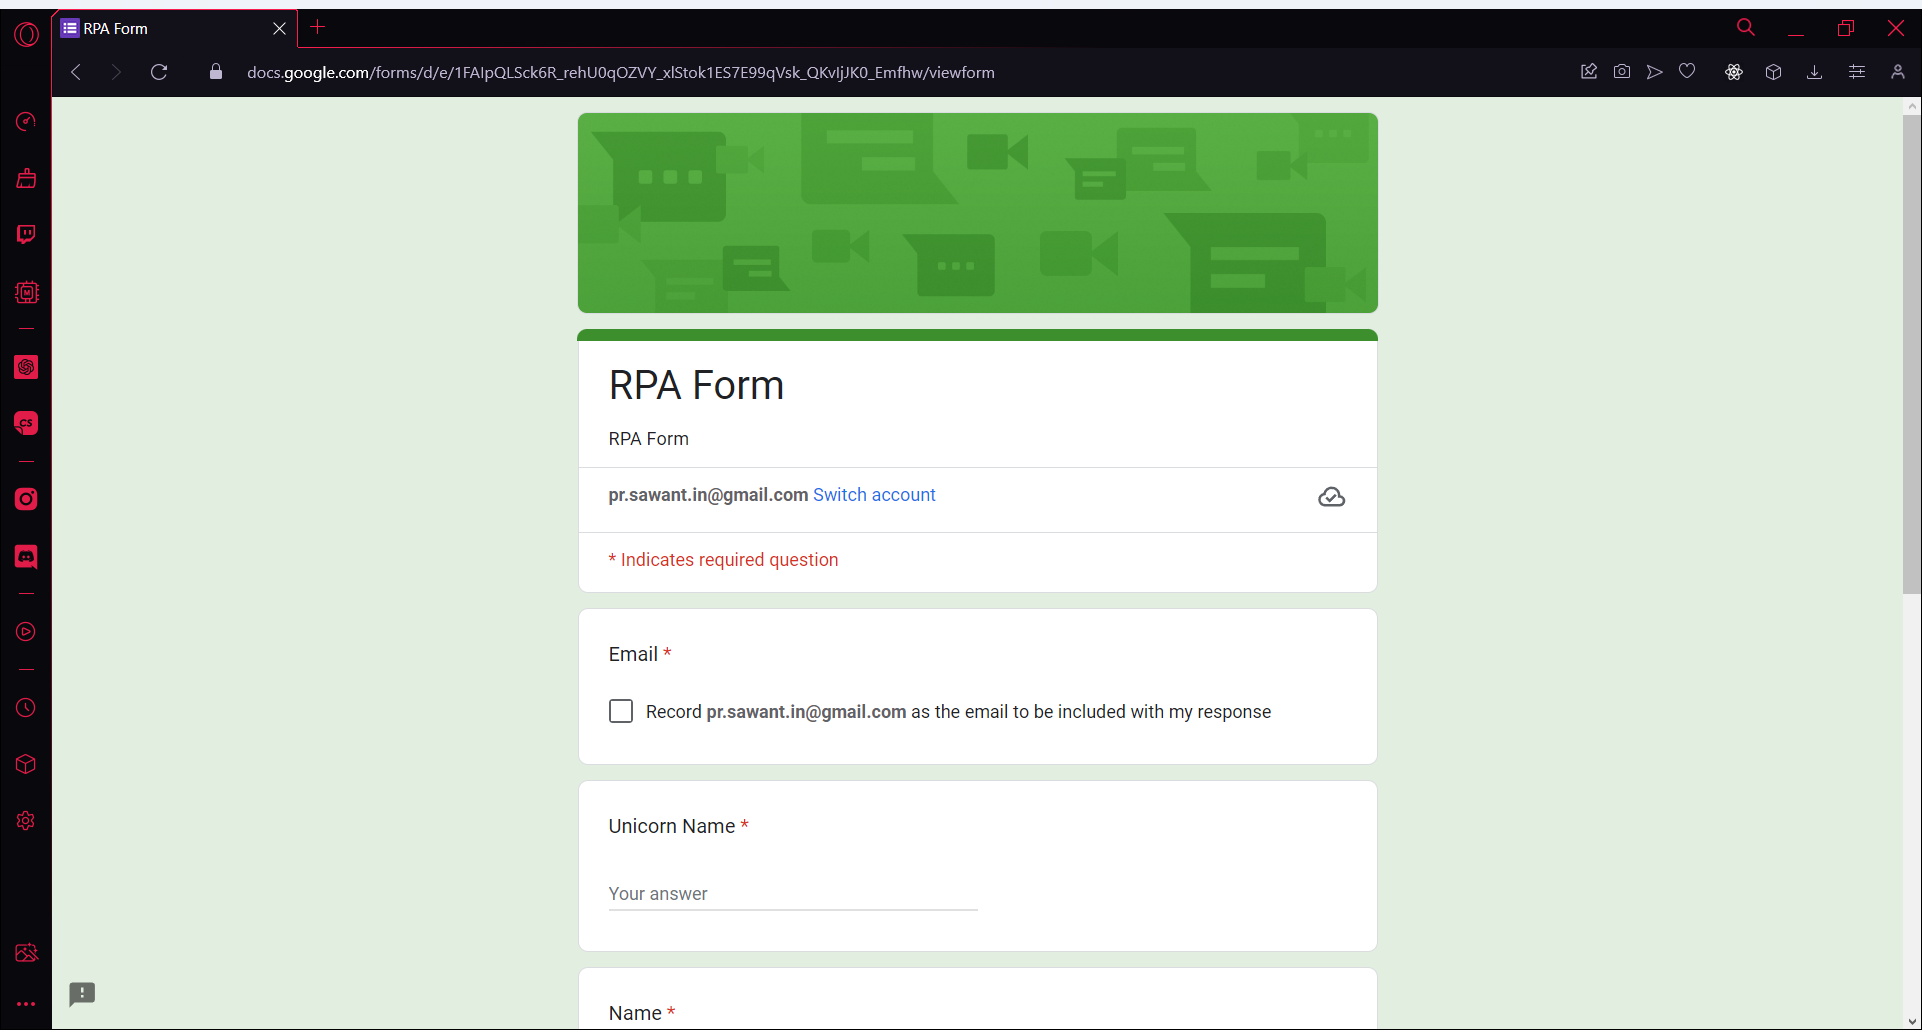 RPA Form
docs.google.com/forms/d/e/1FAIpQLSck6R_rehU0qOZVY_xlStok1ES7E99qVsk_QKvIjJK0_Emfhw/viewform
RPA Form
RPA Form
pr.sawant.in@gmail.com Switch account
* Indicates required question
Email *
Record pr.sawant.in@gmail.com as the email to be included with my response
Unicorn Name *
Your answer
Name *